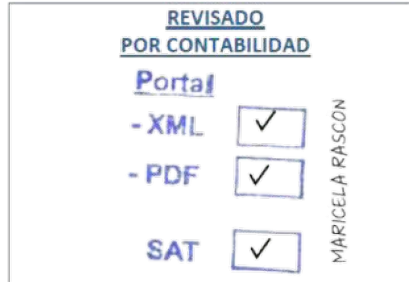 REVISADO
POR CONTABILIDAD
Portal
- XML ✓
- PDF ✓
SAT ✓
MARICELA RASCON